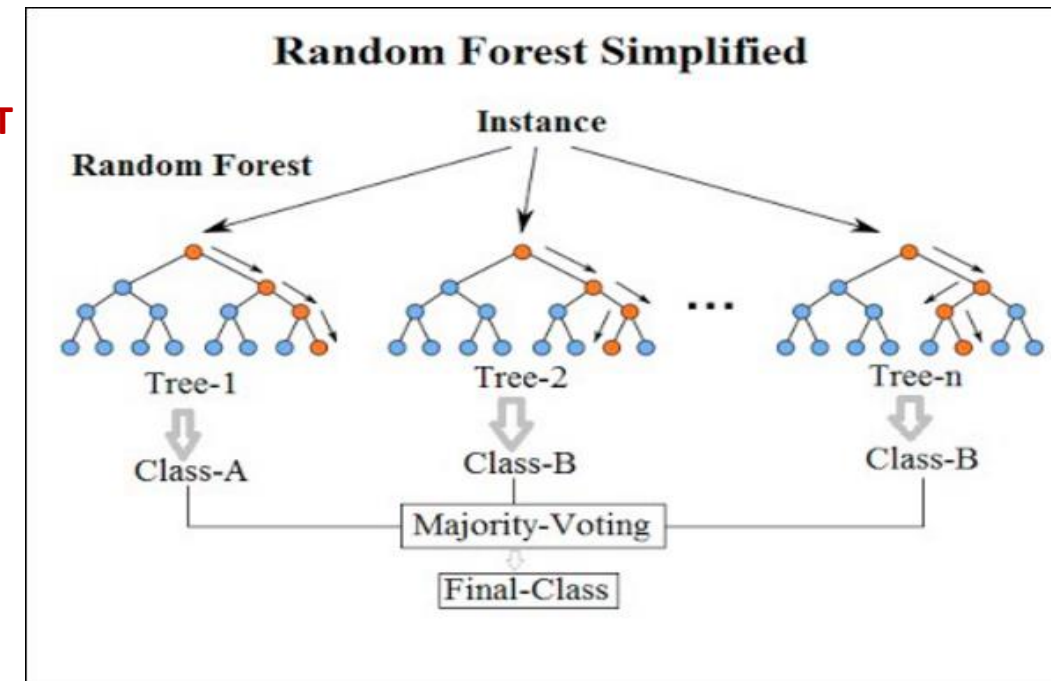 Random Forest Simplified
T
Instance
Random Forest
...
Tree-1
Tree-2
Tree-n
Class-A
Class-B
Class-B
Majority-Voting
Final-Class